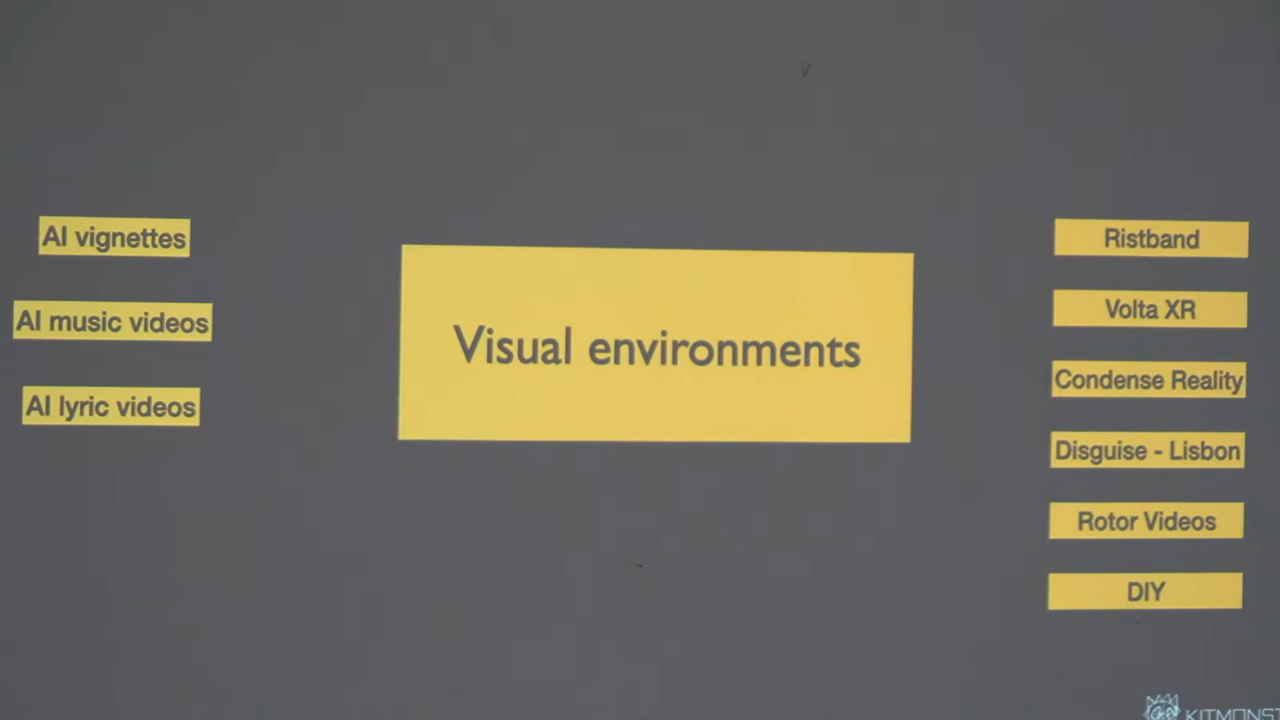 AI vignettes
AI music videos
AI lyric videos
Visual environments
Ristband
Volta XR
Condense Reality
Disguise - Lisbon
Rotor Videos
DIY